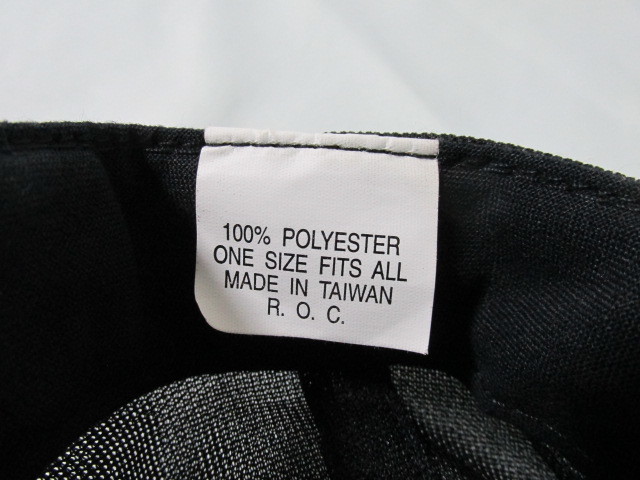 100% POLYESTER
ONE SIZE FITS ALL
MADE IN TAIWAN
R. O. C.